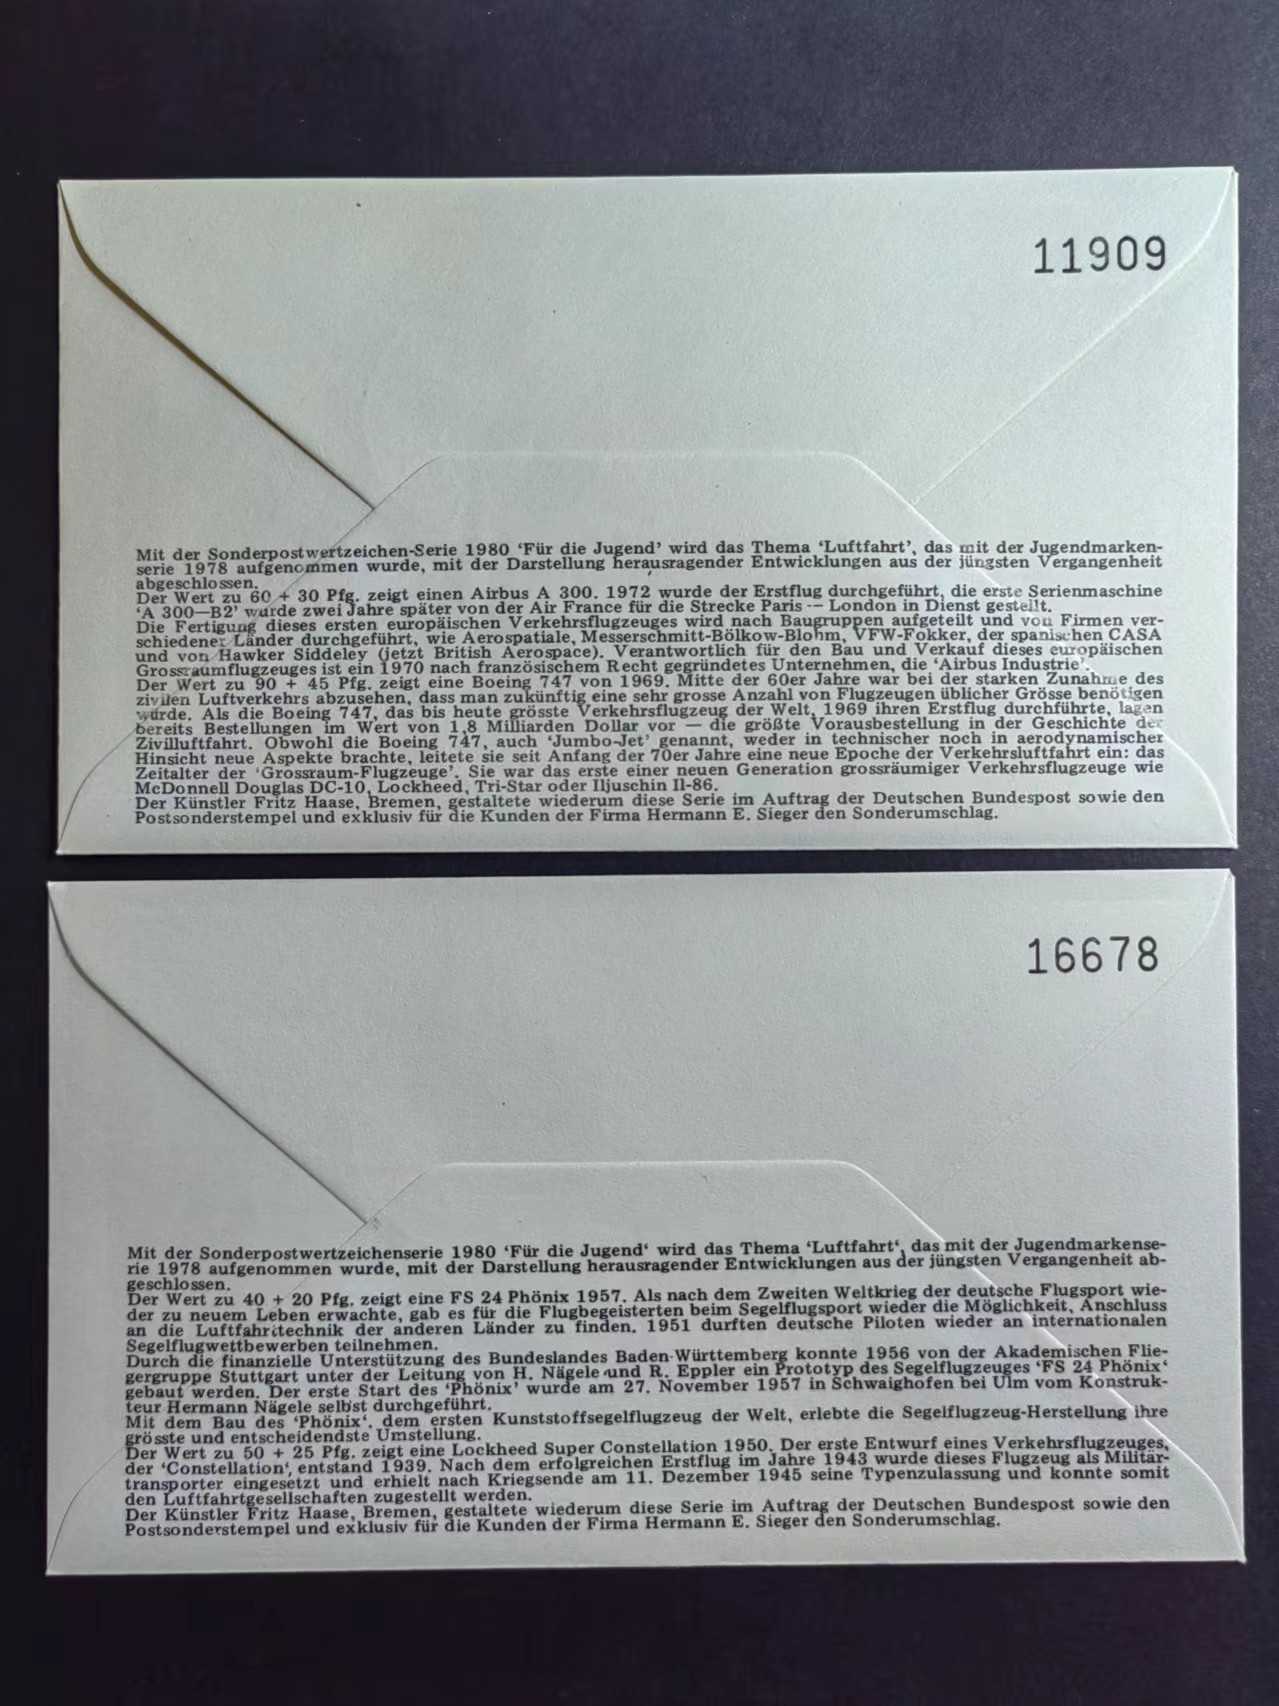 11909
Mit der Sonderpostwertzeichen-Serie 1980 ‘Für die Jugend’ wird das Thema ‘Luftfahrt’, das mit der Jugendmarken-
serie 1978 aufgenommen wurde, mit der Darstellung herausragender Entwicklungen aus der jüngsten Vergangenheit
abgeschlossen.
Der Wert zu 60 + 30 Pfg. zeigt einen Airbus A 300. 1972 wurde der Erstflug durchgeführt, die erste Serienmaschine
‘A 300—B2’ wurde zwei Jahre später von der Air France für die Strecke Paris — London in Dienst gestellt.
Die Fertigung dieses ersten europäischen Verkehrsflugzeuges wird nach Baugruppen aufgeteilt und von Firmen ver-
schiedener Länder durchgeführt, wie Aerospatiale, Messerschmitt-Bölkow-Blohm, VFW-Fokker, der spanischen CASA
und von Hawker Siddeley (jetzt British Aerospace). Verantwortlich für den Bau und Verkauf dieses europäischen
Grossraumflugzeuges ist ein 1970 nach französischem Recht gegründetes Unternehmen, die ‘Airbus Industrie’.
Der Wert zu 90 + 45 Pfg. zeigt eine Boeing 747 von 1969. Mitte der 60er Jahre war bei der starken Zunahme des
zivilen Luftverkehrs abzusehen, dass man zukünftig eine sehr grosse Anzahl von Flugzeugen üblicher Grösse benötigen
würde. Als die Boeing 747, das bis heute grösste Verkehrsflugzeug der Welt, 1969 ihren Erstflug durchführte, lagen
bereits Bestellungen im Wert von 1,8 Milliarden Dollar vor — die größte Vorausbestellung in der Geschichte der
Zivilluftfahrt. Obwohl die Boeing 747, auch ‘Jumbo-Jet’ genannt, weder in technischer noch in aerodynamischer
Hinsicht neue Aspekte brachte, leitete sie seit Anfang der 70er Jahre eine neue Epoche der Verkehrsluftfahrt ein: das
Zeitalter der ‘Grossraum-Flugzeuge’. Sie war das erste einer neuen Generation grossräumiger Verkehrsflugzeuge wie
McDonnell Douglas DC-10, Lockheed, Tri-Star oder Iljuschin Il-86.
Der Künstler Fritz Haase, Bremen, gestaltete wiederum diese Serie im Auftrag der Deutschen Bundespost sowie den
Postsonderstempel und exklusiv für die Kunden der Firma Hermann E. Sieger den Sonderumschlag.
16678
Mit der Sonderpostwertzeichenserie 1980 ‘Für die Jugend‘ wird das Thema ‘Luftfahrt‘, das mit der Jugendmarkense-
rie 1978 aufgenommen wurde, mit der Darstellung herausragender Entwicklungen aus der jüngsten Vergangenheit ab-
geschlossen.
Der Wert zu 40 + 20 Pfg. zeigt eine FS 24 Phönix 1957. Als nach dem Zweiten Weltkrieg der deutsche Flugsport wie-
der zu neuem Leben erwachte, gab es für die Flugbegeisterten beim Segelflugsport wieder die Möglichkeit, Anschluss
an die Luftfahrttechnik der anderen Länder zu finden. 1951 durften deutsche Piloten wieder an internationalen
Segelflugwettbewerben teilnehmen.
Durch die finanzielle Unterstützung des Bundeslandes Baden-Württemberg konnte 1956 von der Akademischen Flie-
gergruppe Stuttgart unter der Leitung von H. Nägele und R. Eppler ein Prototyp des Segelflugzeuges ‘FS 24 Phönix‘
gebaut werden. Der erste Start des ‘Phönix’ wurde am 27. November 1957 in Schwaighofen bei Ulm vom Konstruk-
teur Hermann Nägele selbst durchgeführt.
Mit dem Bau des ‘Phönix‘, dem ersten Kunststoffsegelflugzeug der Welt, erlebte die Segelflugzeug-Herstellung ihre
grösste und entscheidendste Umstellung.
Der Wert zu 50 + 25 Pfg. zeigt eine Lockheed Super Constellation 1950. Der erste Entwurf eines Verkehrsflugzeuges,
der ‘Constellation‘, entstand 1939. Nach dem erfolgreichen Erstflug im Jahre 1943 wurde dieses Flugzeug als Militär-
transporter eingesetzt und erhielt nach Kriegsende am 11. Dezember 1945 seine Typenzulassung und konnte somit
den Luftfahrtgesellschaften zugestellt werden.
Der Künstler Fritz Haase, Bremen, gestaltete wiederum diese Serie im Auftrag der Deutschen Bundespost sowie den
Postsonderstempel und exklusiv für die Kunden der Firma Hermann E. Sieger den Sonderumschlag.